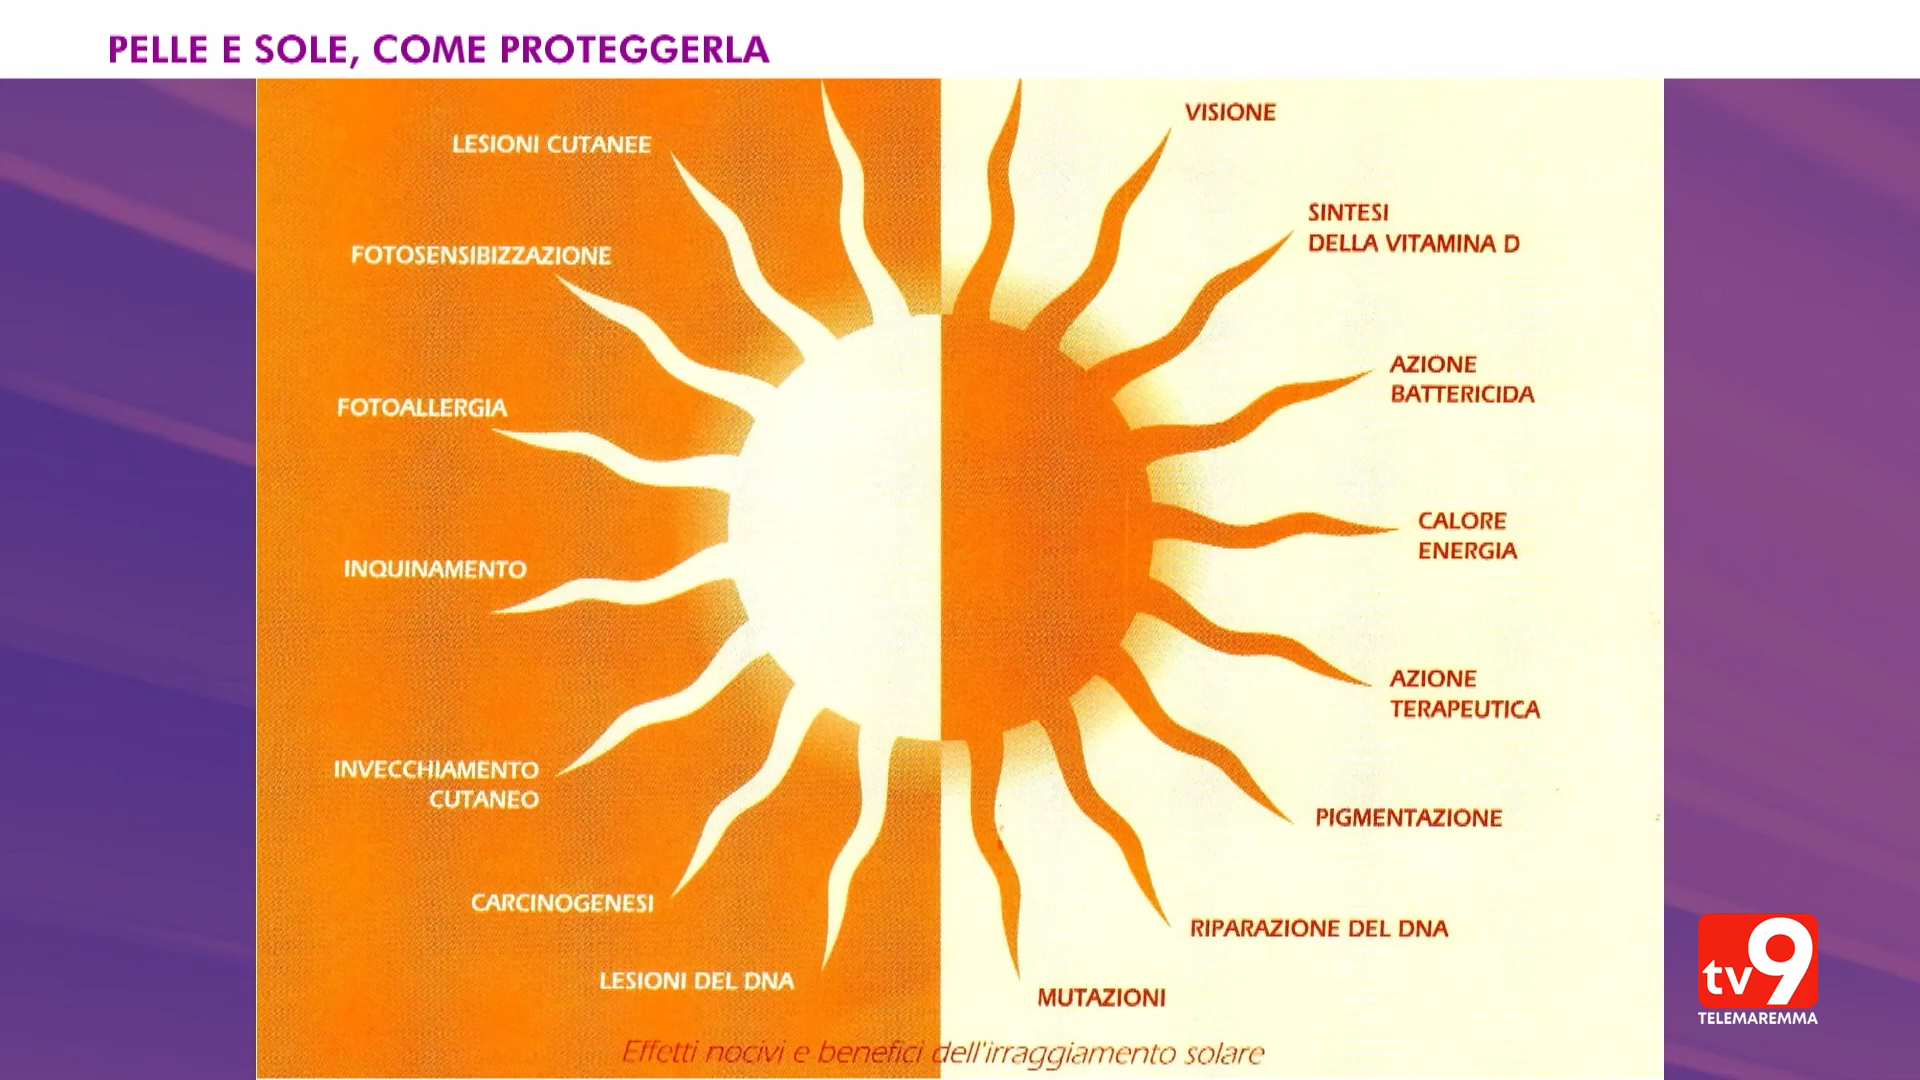 PELLE E SOLE, COME PROTEGGERLA
LESIONI CUTANEE
FOTOSENSIBIZZAZIONE
FOTOALLERGIA
INQUINAMENTO
INVECCHIAMENTO
CUTANEO
CARCINOGENESI
LESIONI DEL DNA
VISIONE
SINTESI
DELLA VITAMINA D
AZIONE
BATTERICIDA
CALORE
ENERGIA
AZIONE
TERAPEUTICA
PIGMENTAZIONE
RIPARAZIONE DEL DNA
MUTAZIONI
Effetti nocivi e benefici dell'irraggiamento solare
tv9
TELEMAREMMA